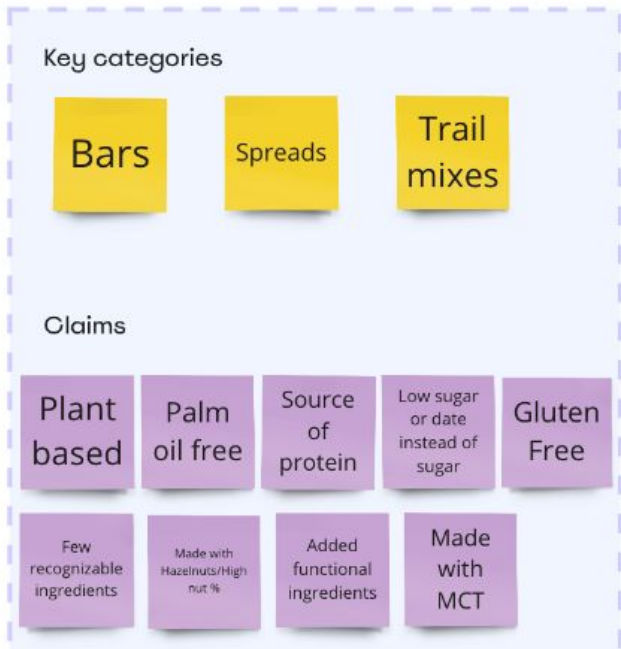 Key categories
Bars
Spreads
Trail
mixes
Claims
Plant
based
Palm
oil free
Source
of
protein
Low sugar
or date
instead of
sugar
Gluten
Free
Few
recognizable
ingredients
Made with
Hazelnuts/High
nut %
Added
functional
ingredients
Made
with
MCT